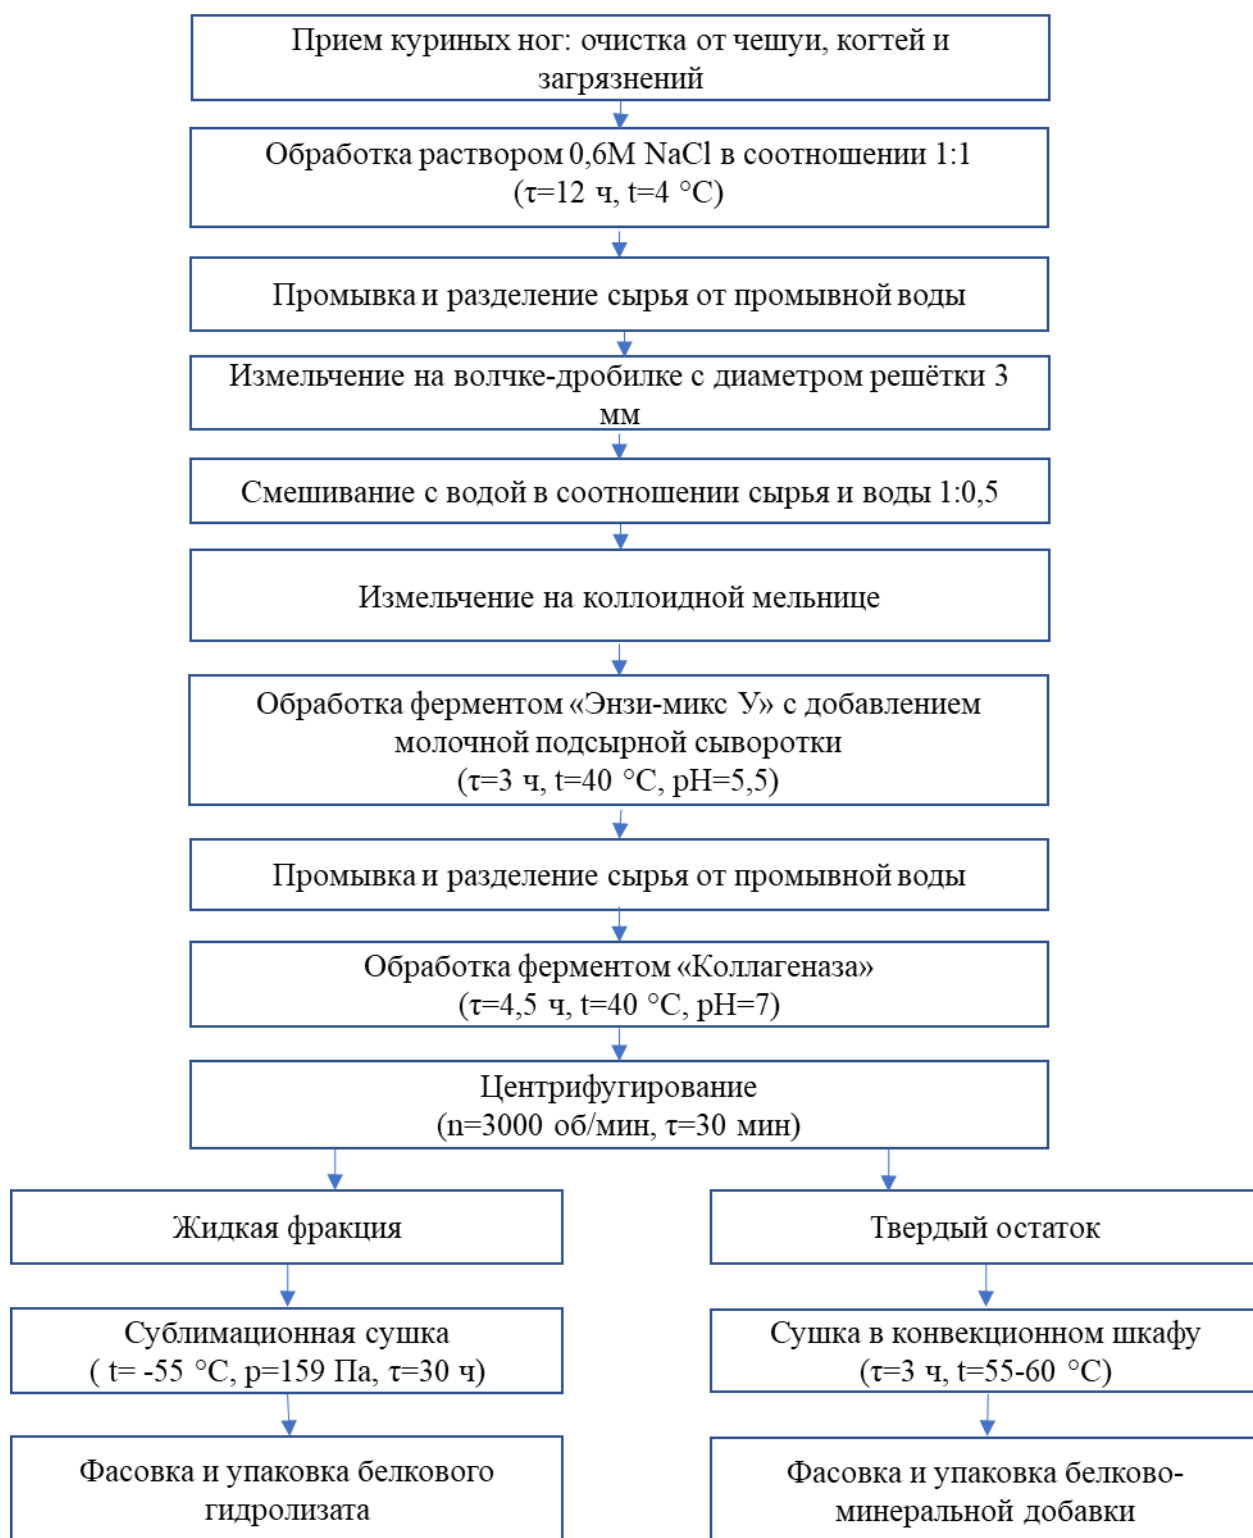 Прием куриных ног: очистка от чешуи, когтей и
загрязнений
Обработка раствором 0,6М NaCl в соотношении 1:1
(τ=12 ч, t=4 °C)
Промывка и разделение сырья от промывной воды
Измельчение на волчке-дробилке с диаметром решётки 3
мм
Смешивание с водой в соотношении сырья и воды 1:0,5
Измельчение на коллоидной мельнице
Обработка ферментом «Энзи-микс У» с добавлением
молочной подсырной сыворотки
(τ=3 ч, t=40 °C, pH=5,5)
Промывка и разделение сырья от промывной воды
Обработка ферментом «Коллагеназа»
(τ=4,5 ч, t=40 °C, pH=7)
Центрифугирование
(n=3000 об/мин, τ=30 мин)
Жидкая фракция
Твердый остаток
Сублимационная сушка
( t= -55 °C, p=159 Па, τ=30 ч)
Сушка в конвекционном шкафу
(τ=3 ч, t=55-60 °C)
Фасовка и упаковка белкового
гидролизата
Фасовка и упаковка белково-
минеральной добавки